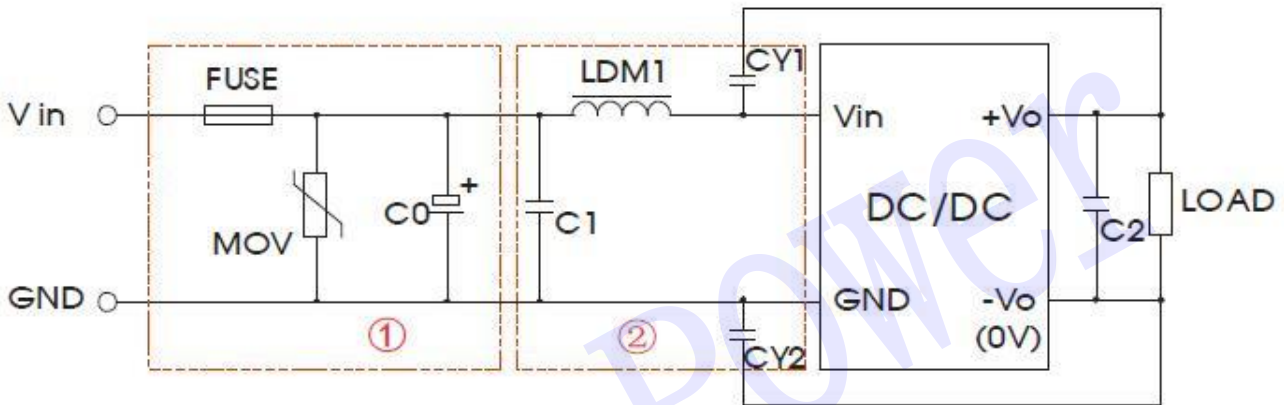 FUSE
LDM1
CY1
Vin
Vin
+Vo
MOV
C0
+
C1
DC/DC
C2
LOAD
GND
GND
-Vo
(0V)
①
②
CY2
Power